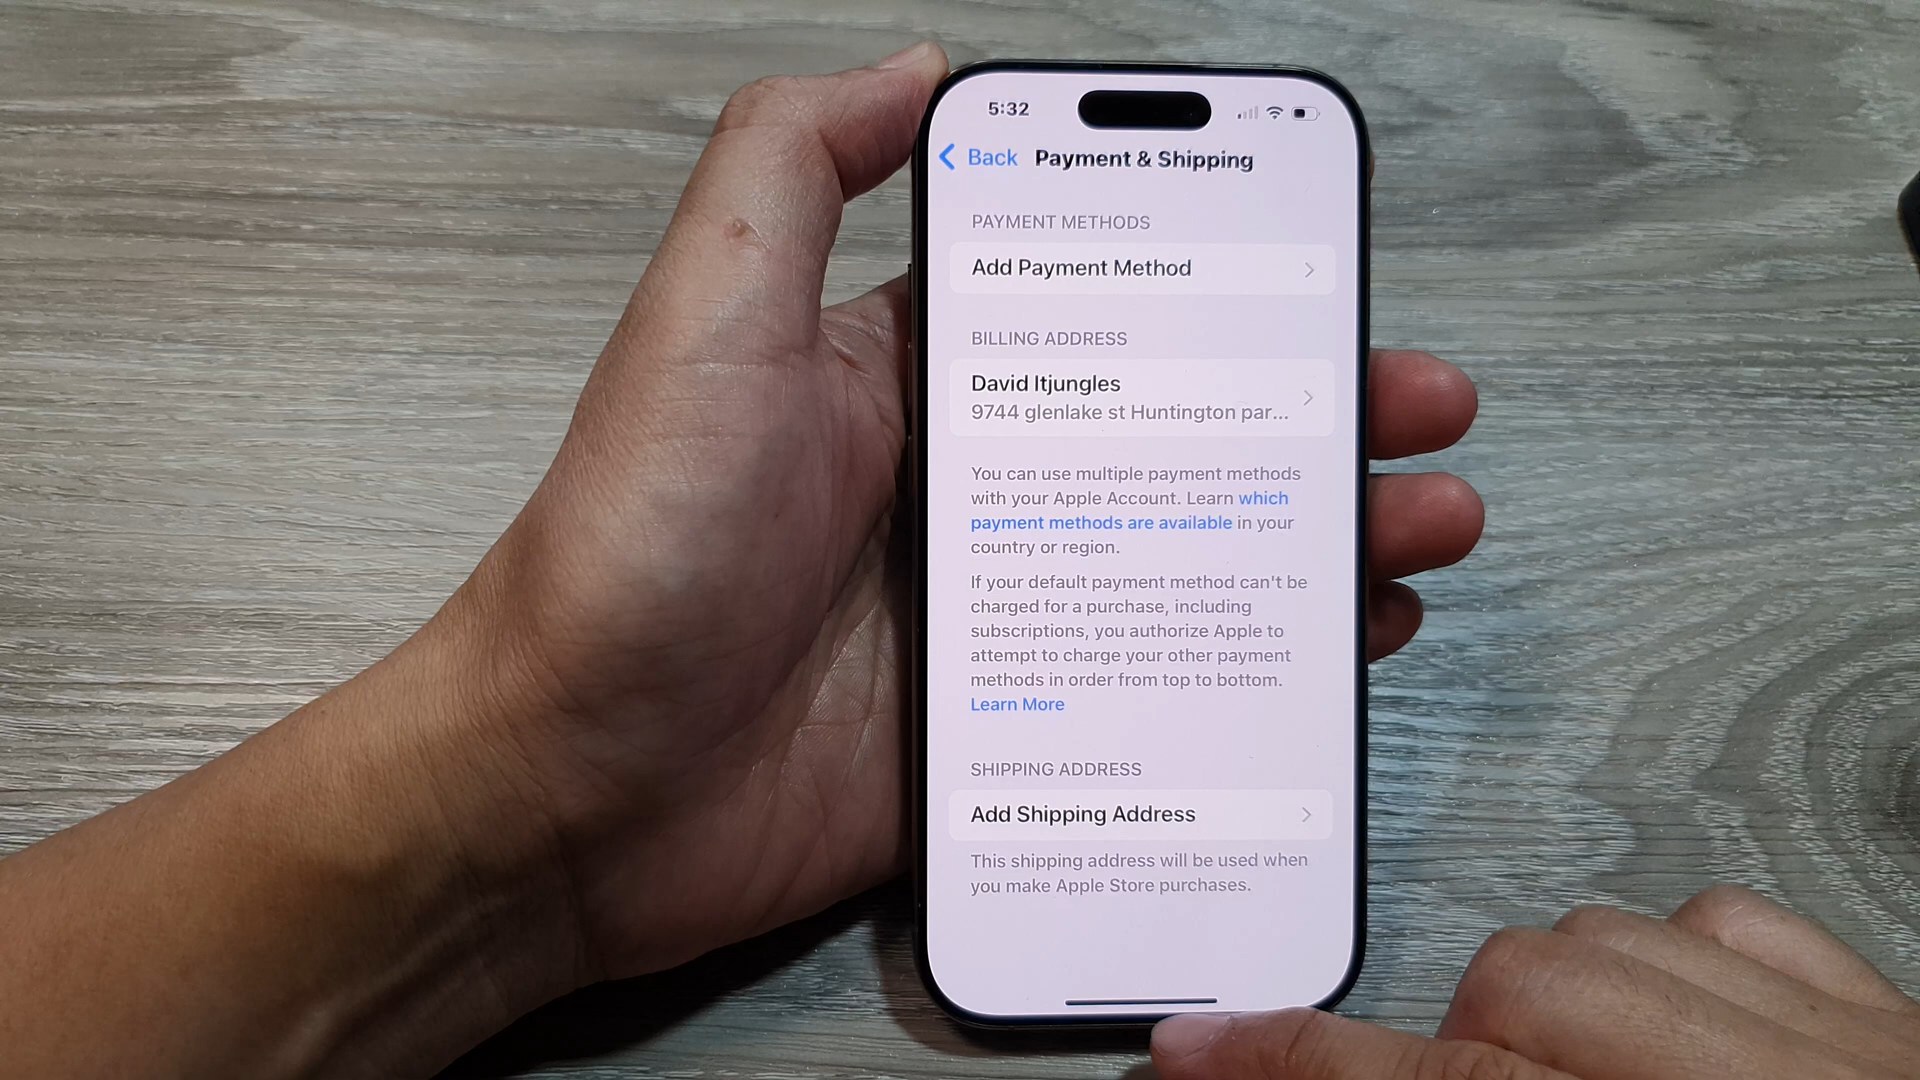 5:32
Back Payment & Shipping
PAYMENT METHODS
Add Payment Method
BILLING ADDRESS
David Itjungles
9744 glenlake st Huntington par...
You can use multiple payment methods
with your Apple Account. Learn which
payment methods are available in your
country or region.
If your default payment method can't be
charged for a purchase, including
subscriptions, you authorize Apple to
attempt to charge your other payment
methods in order from top to bottom.
Learn More
SHIPPING ADDRESS
Add Shipping Address
This shipping address will be used when
you make Apple Store purchases.